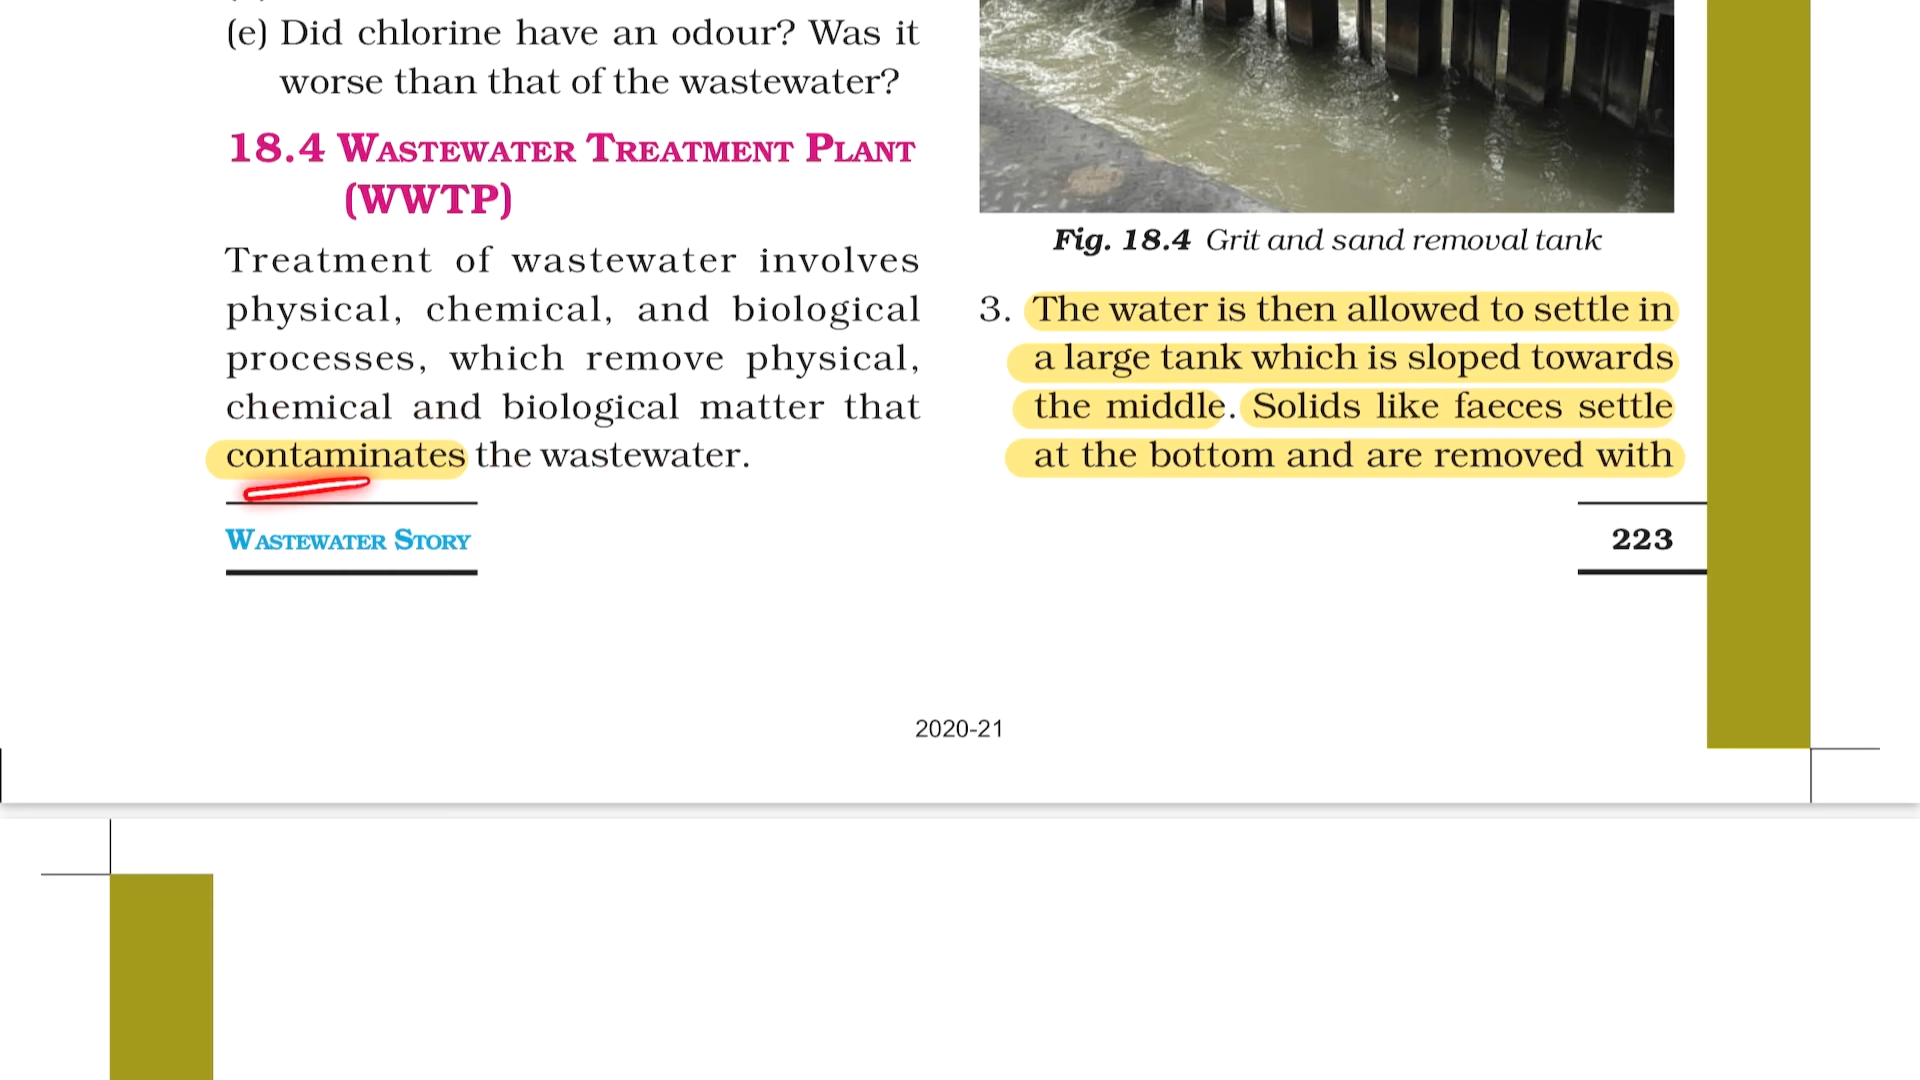 (e) Did chlorine have an odour? Was it
worse than that of the wastewater?
18.4 WASTEWATER TREATMENT PLANT
(WWTP)
Treatment of wastewater involves
physical, chemical, and biological
processes, which remove physical,
chemical and biological matter that
contaminates the wastewater.
WASTEWATER STORY
Fig. 18.4 Grit and sand removal tank
3. The water is then allowed to settle in
a large tank which is sloped towards
the middle. Solids like faeces settle
at the bottom and are removed with
223
2020-21